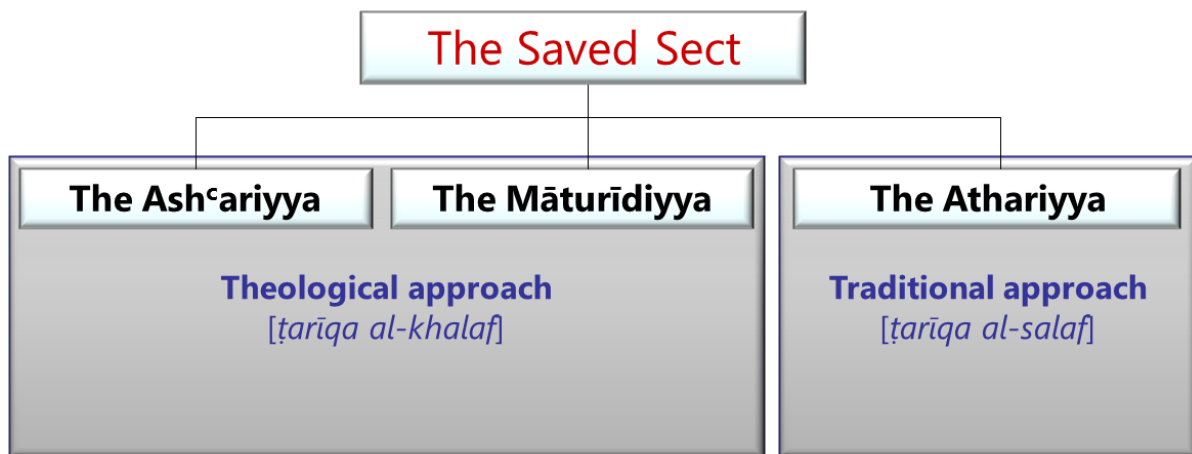 The Saved Sect
The Ashᶜariyya
The Māturīdiyya
The Athariyya
Theological approach
[ṭarīqa al-khalaf]
Traditional approach
[ṭarīqa al-salaf]